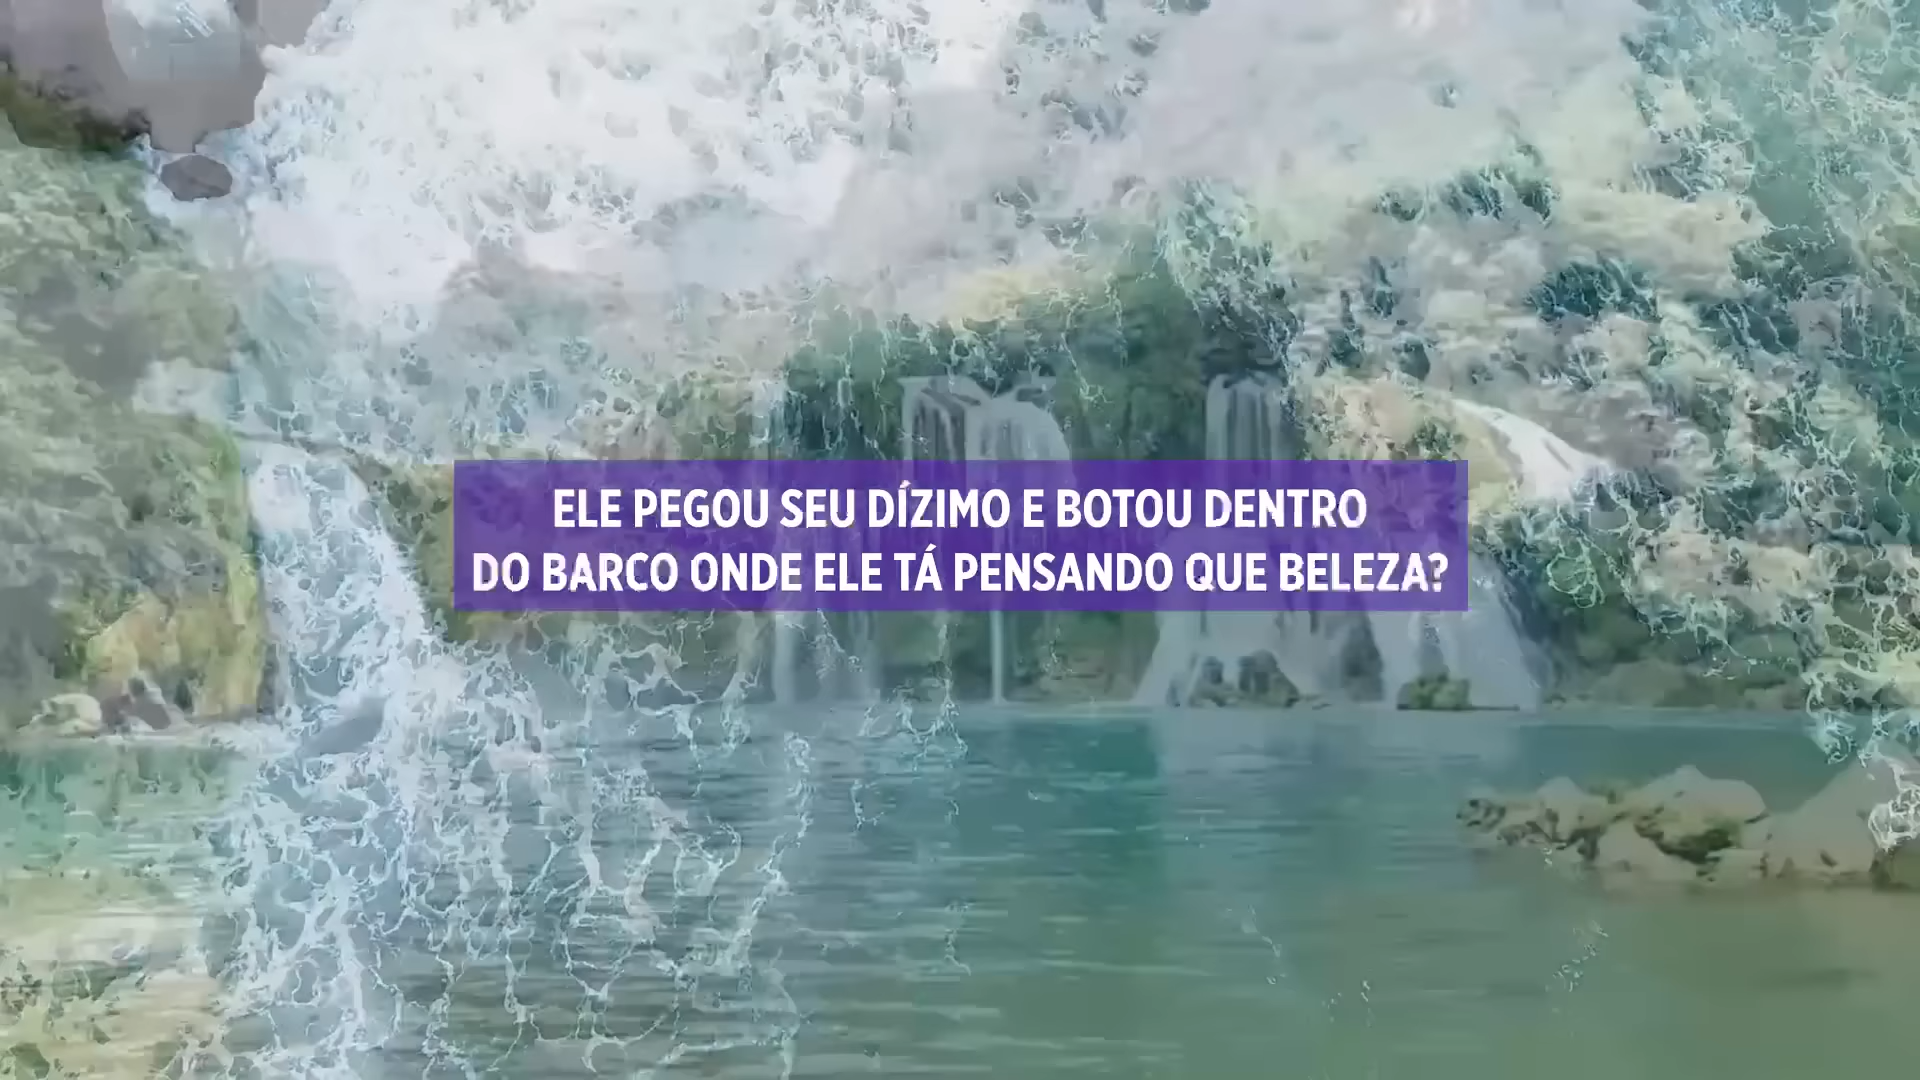 ELE PEGOU SEU DÍZIMO E BOTOU DENTRO
DO BARCO ONDE ELE TÁ PENSANDO QUE BELEZA?